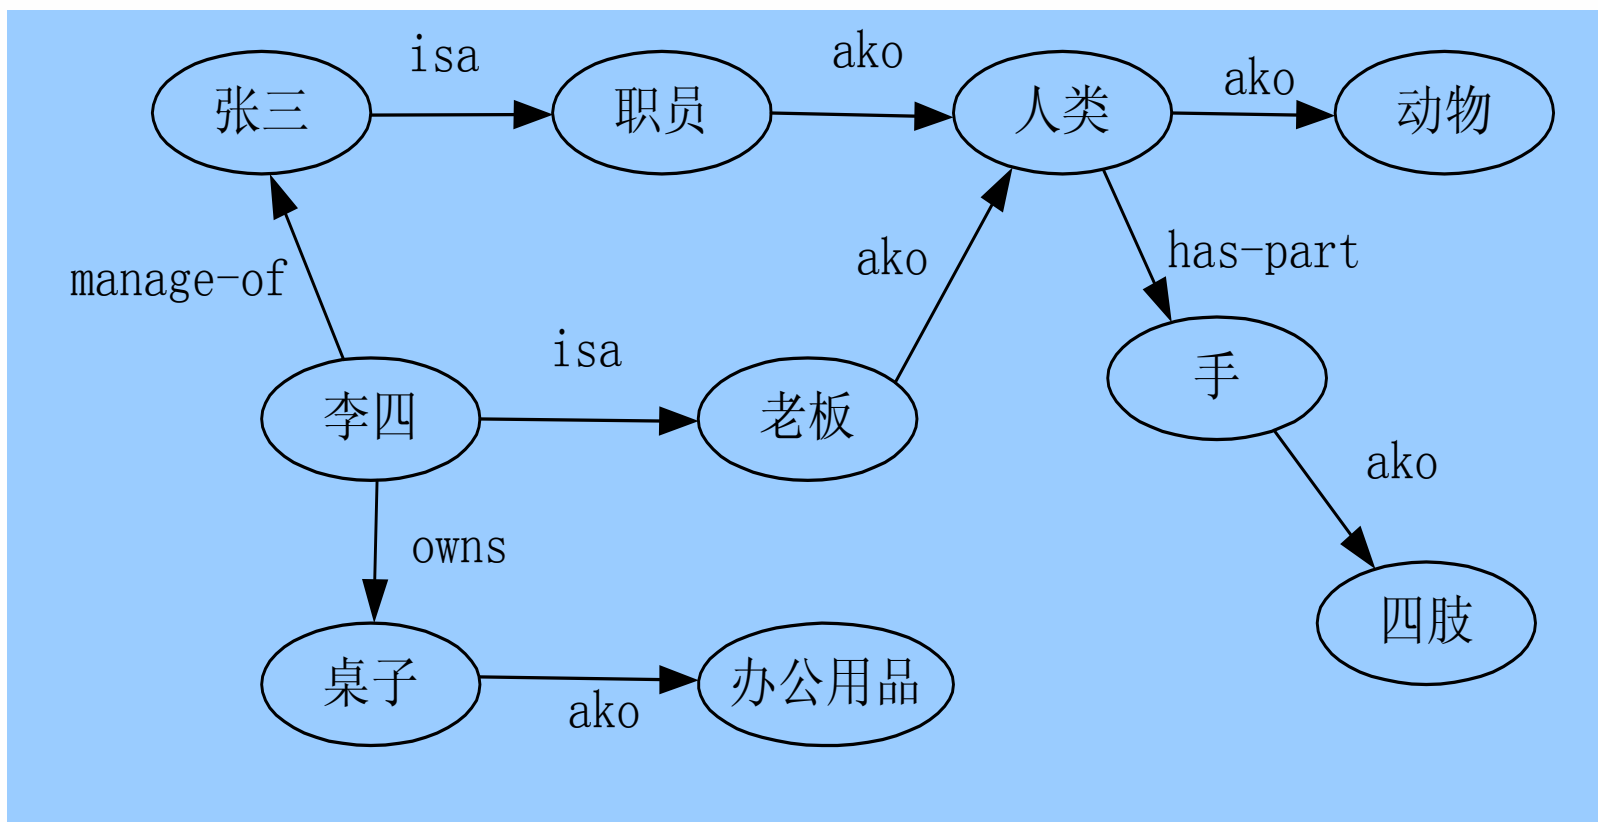 isa
ako
ako
张三
职员
人类
动物
manage-of
ako
has-part
isa
手
李四
老板
ako
owns
四肢
桌子
办公用品
ako